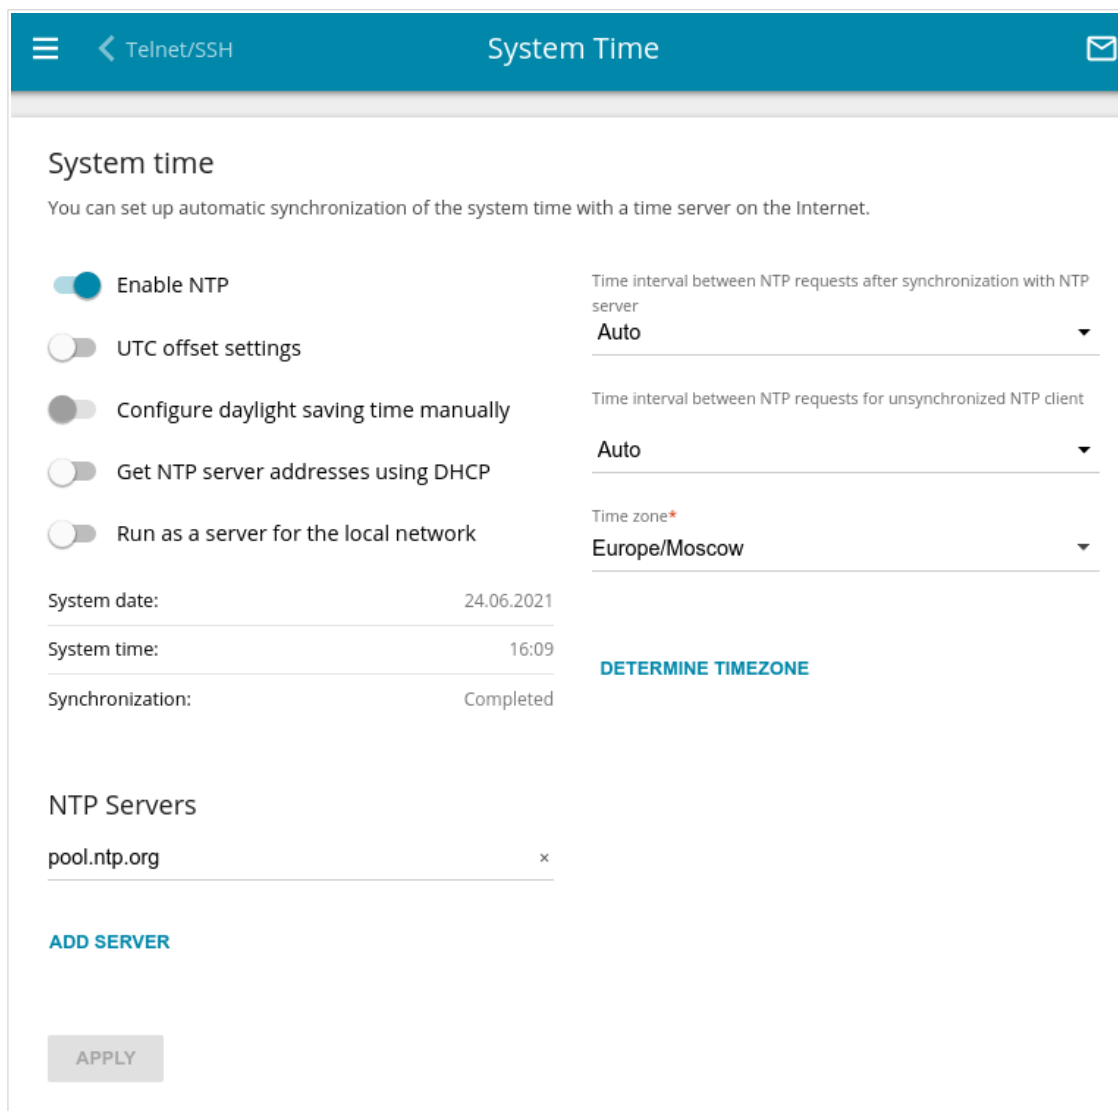 Telnet/SSH
System Time
System time
You can set up automatic synchronization of the system time with a time server on the Internet.
Enable NTP
UTC offset settings
Configure daylight saving time manually
Get NTP server addresses using DHCP
Run as a server for the local network
System date: 24.06.2021
System time: 16:09
Synchronization: Completed
Time interval between NTP requests after synchronization with NTP
server
Auto
Time interval between NTP requests for unsynchronized NTP client
Auto
Time zone*
Europe/Moscow
DETERMINE TIMEZONE
NTP Servers
pool.ntp.org ×
ADD SERVER
APPLY